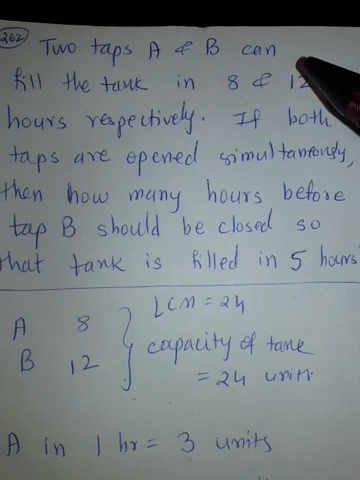 262 Two taps A & B can
fill the tank in 8 & 12
hours respectively. If both
taps are opened simultaneously,
then how many hours before
tap B should be closed so
that tank is filled in 5 hours
A 8
B 12
LCM = 24
capacity of tank
= 24 units
A in 1 hr = 3 units